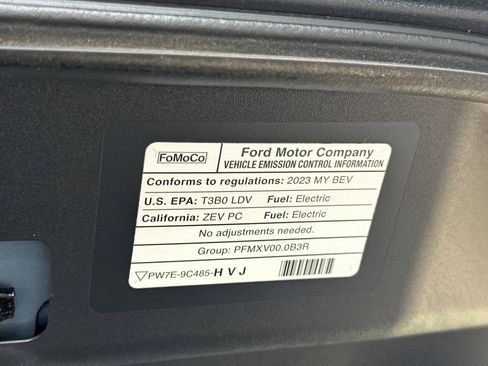 FoMoCo Ford Motor Company
VEHICLE EMISSION CONTROL INFORMATION
Conforms to regulations: 2023 MY BEV
U.S. EPA: T3B0 LDV Fuel: Electric
California: ZEV PC Fuel: Electric
No adjustments needed.
Group: PFMXV00.0B3R
PW7E-9C485-HVJ